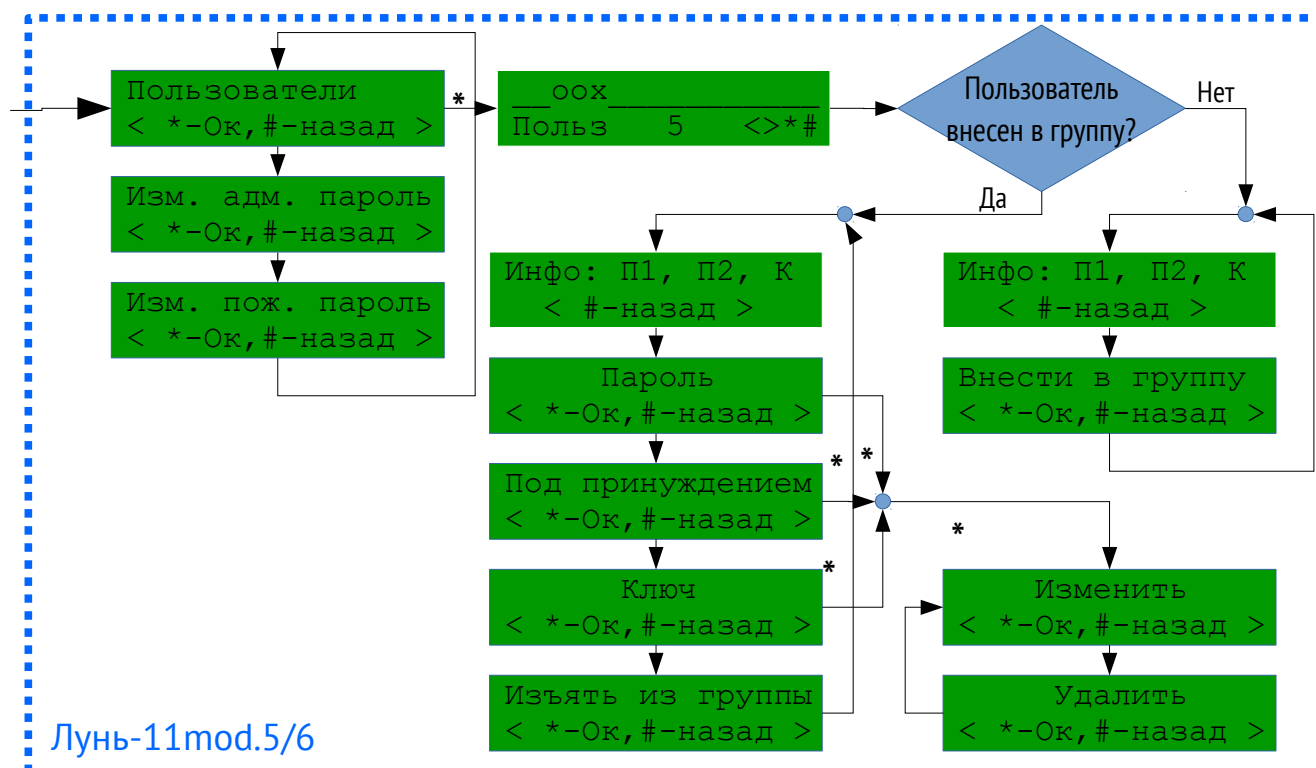 Пользователи
< *-Ок,#-назад >
*
__oox____________
Польз 5 <>*#
Пользователь
внесен в группу?
Нет
Да
Изм. адм. пароль
< *-Ок,#-назад >
Изм. пож. пароль
< *-Ок,#-назад >
Инфо: П1, П2, К
< #-назад >
Пароль
< *-Ок,#-назад >
*
*
Под принуждением
< *-Ок,#-назад >
*
Ключ
< *-Ок,#-назад >
Изъять из группы
< *-Ок,#-назад >
Инфо: П1, П2, К
< #-назад >
Внести в группу
< *-Ок,#-назад >
*
Изменить
< *-Ок,#-назад >
Удалить
< *-Ок,#-назад >
Лунь-11mod.5/6